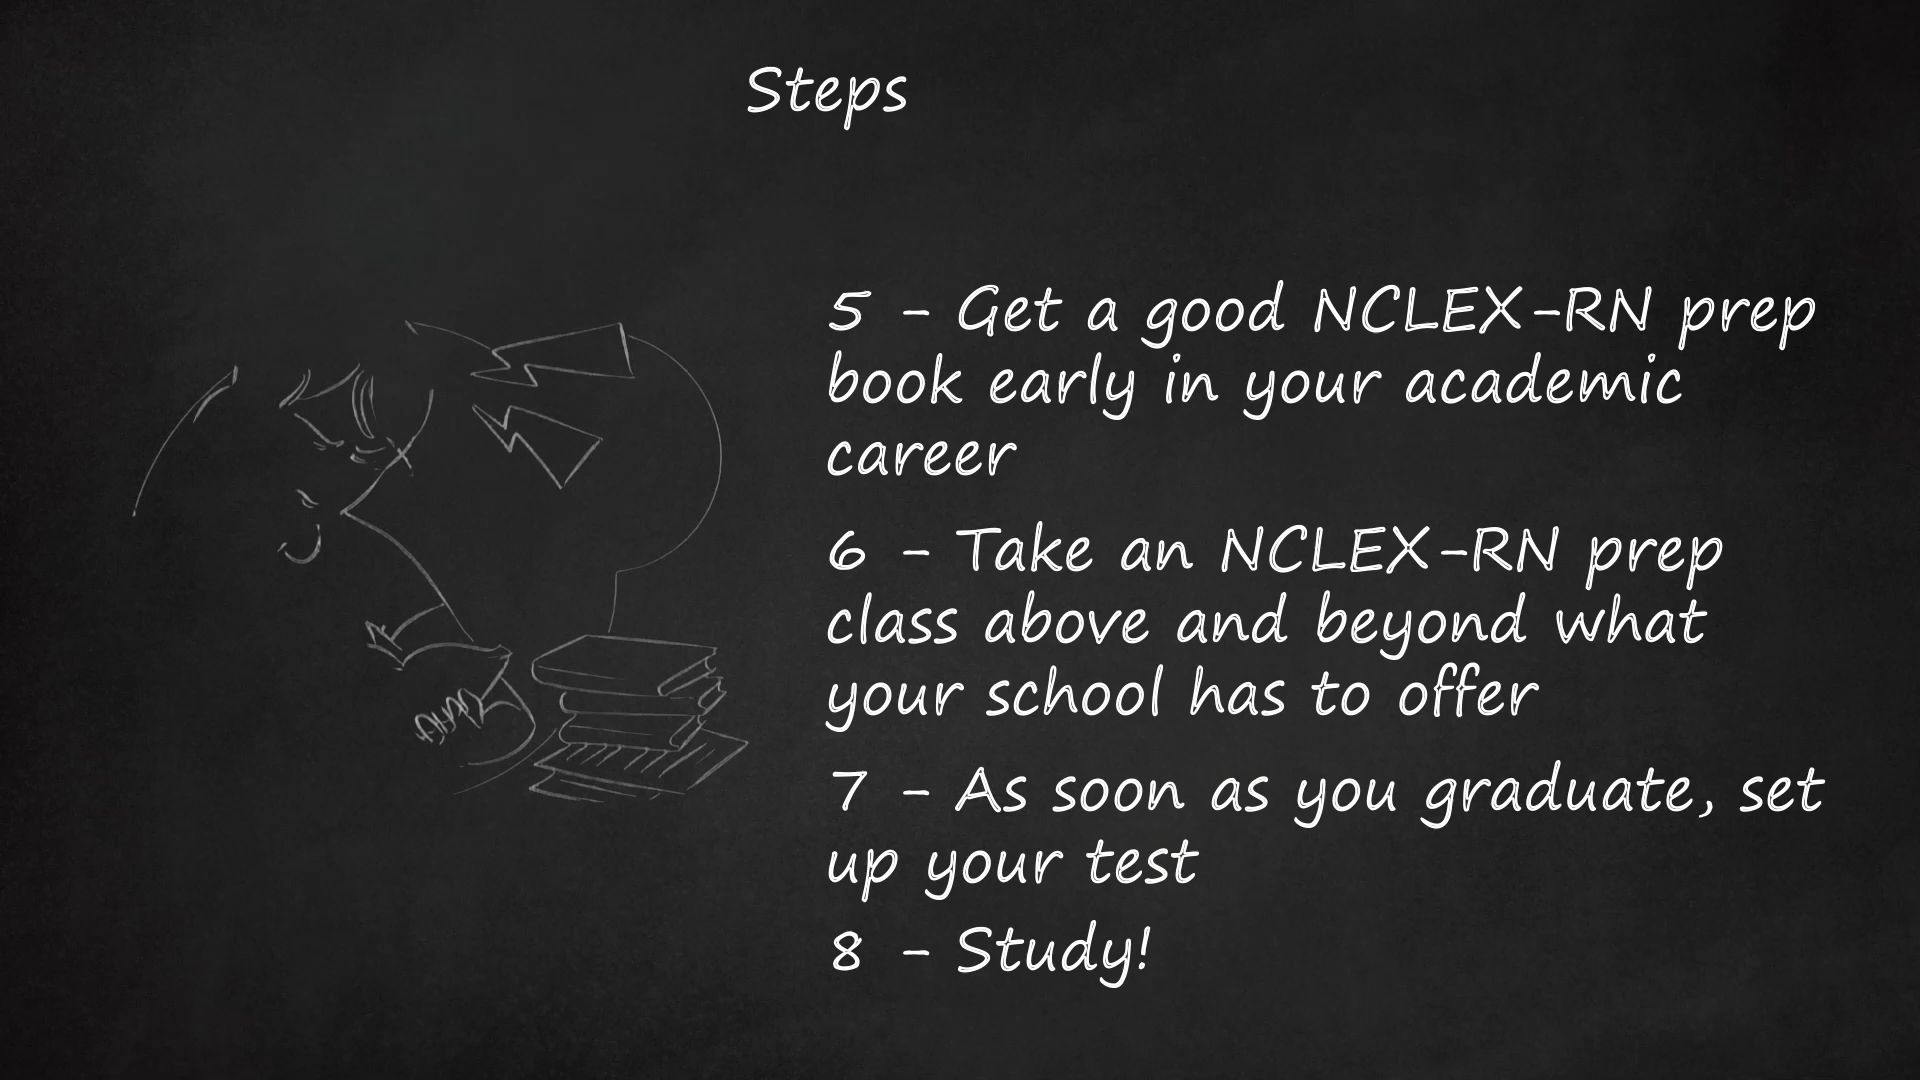 Steps
5 - Get a good NCLEX-RN prep
book early in your academic
career
6 - Take an NCLEX-RN prep
class above and beyond what
your school has to offer
7 - As soon as you graduate, set
up your test
8 - Study!